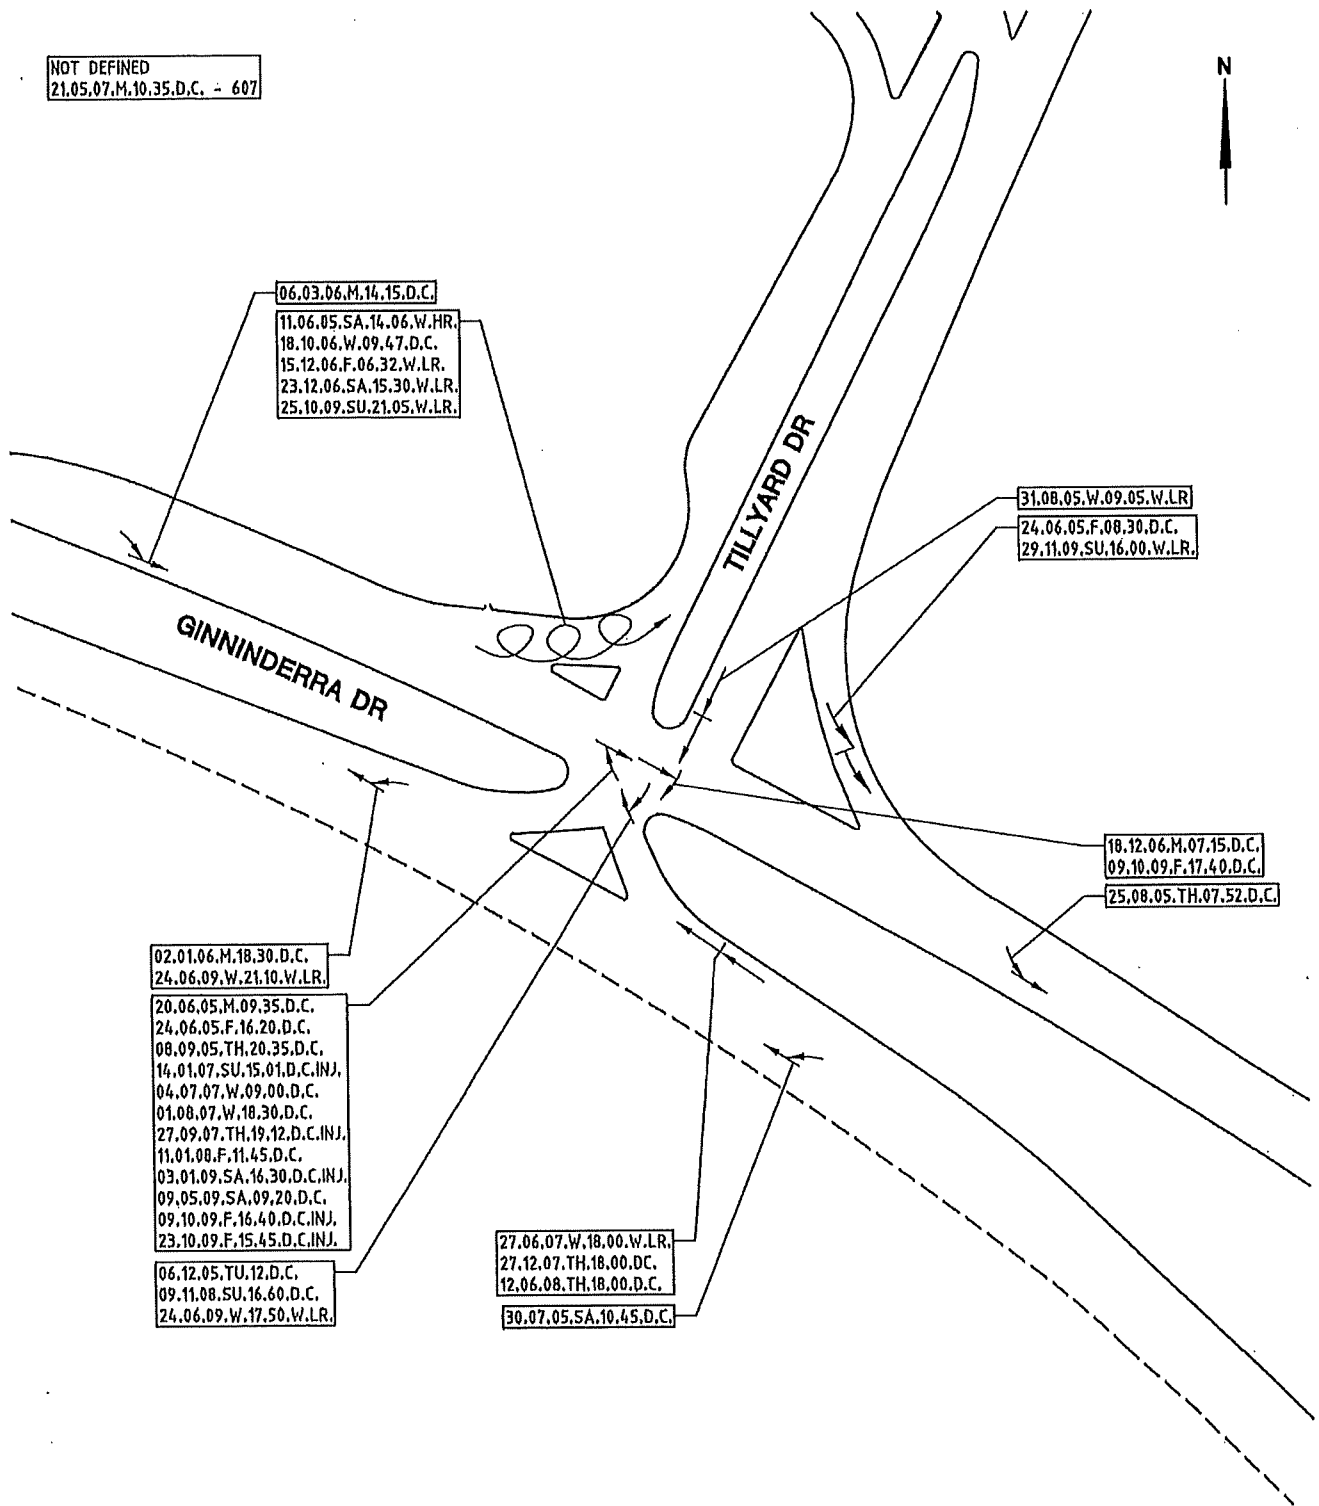 NOT DEFINED
21.05.07.M.10.35.D.C. - 607
N
06.03.06.M.14.15.D.C.
11.06.05.SA.14.06.W.HR.
18.10.06.W.09.47.D.C.
15.12.06.F.06.32.W.LR.
23.12.06.SA.15.30.W.LR.
25.10.09.SU.21.05.W.LR.
TILLYARD DR
31.08.05.W.09.05.W.LR
24.06.05.F.08.30.D.C.
29.11.09.SU.16.00.W.LR.
GINNINDERRA DR
18.12.06.M.07.15.D.C.
09.10.09.F.17.40.D.C.
25.08.05.TH.07.52.D.C.
02.01.06.M.18.30.D.C.
24.06.09.W.21.10.W.LR.
20.06.05.M.09.35.D.C.
24.06.05.F.16.20.D.C.
08.09.05.TH.20.35.D.C.
14.01.07.SU.15.01.D.C.INJ.
04.07.07.W.09.00.D.C.
01.08.07.W.18.30.D.C.
27.09.07.TH.19.12.D.C.INJ.
11.01.08.F.11.45.D.C.
03.01.09.SA.16.30.D.C.INJ.
09.05.09.SA.09.20.D.C.
09.10.09.F.16.40.D.C.INJ.
23.10.09.F.15.45.D.C.INJ.
06.12.05.TU.12.D.C.
09.11.08.SU.16.60.D.C.
24.06.09.W.17.50.W.LR.
27.06.07.W.18.00.W.LR.
27.12.07.TH.18.00.DC.
12.06.08.TH.18.00.D.C.
30.07.05.SA.10.45.D.C.